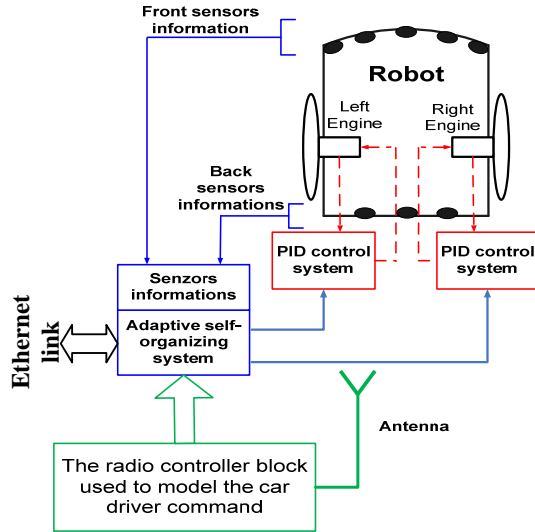 Front sensors
information
Robot
Left
Engine
Right
Engine
Back
sensors
informations
PID control
system
PID control
system
Senzors
informations
Adaptive self-
organizing
system
Ethernet
link
Antenna
The radio controller block
used to model the car
driver command